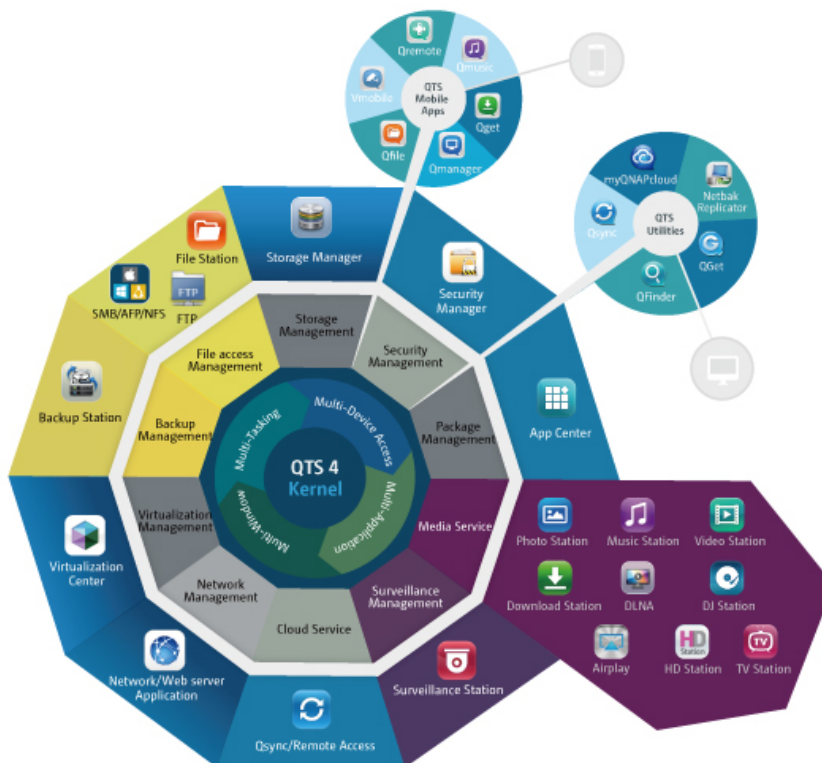 Qremote
Qmusic
Vmobile
QTS
Mobile
Apps
Qget
Qfile
Qmanager
myQNAPcloud
Netbak
Replicator
Qsync
QTS
Utilities
QGet
QFinder
File Station
Storage Manager
Security
Manager
SMB/AFP/NFS
FTP
FTP
Storage
Management
File access
Management
Security
Management
Backup Station
Backup
Management
Package
Management
App Center
Multi-Tasking
Multi-Device Access
QTS 4
Kernel
Multi-Window
Multi-Application
Virtualization
Management
Media Service
Virtualization
Center
Network
Management
Surveillance
Management
Cloud Service
Photo Station
Music Station
Video Station
Download Station
DLNA
DJ Station
Airplay
HD
Station
HD Station
TV
TV Station
Network/Web server
Application
Surveillance Station
Qsync/Remote Access